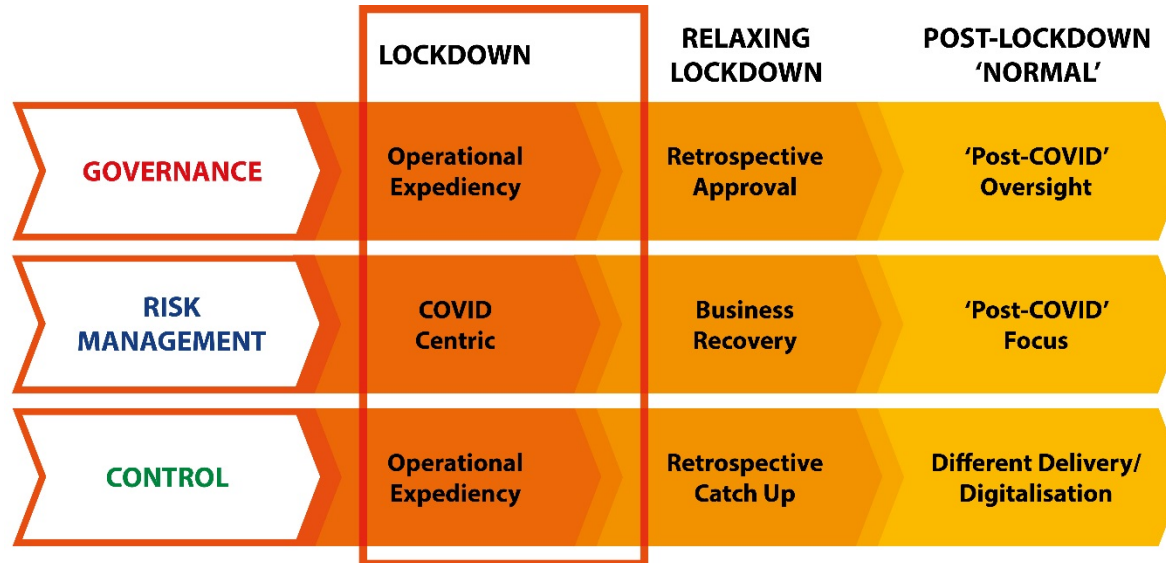 LOCKDOWN
RELAXING
LOCKDOWN
POST-LOCKDOWN
‘NORMAL’
GOVERNANCE
Operational
Expediency
Retrospective
Approval
‘Post-COVID’
Oversight
RISK
MANAGEMENT
COVID
Centric
Business
Recovery
‘Post-COVID’
Focus
CONTROL
Operational
Expediency
Retrospective
Catch Up
Different Delivery/
Digitalisation